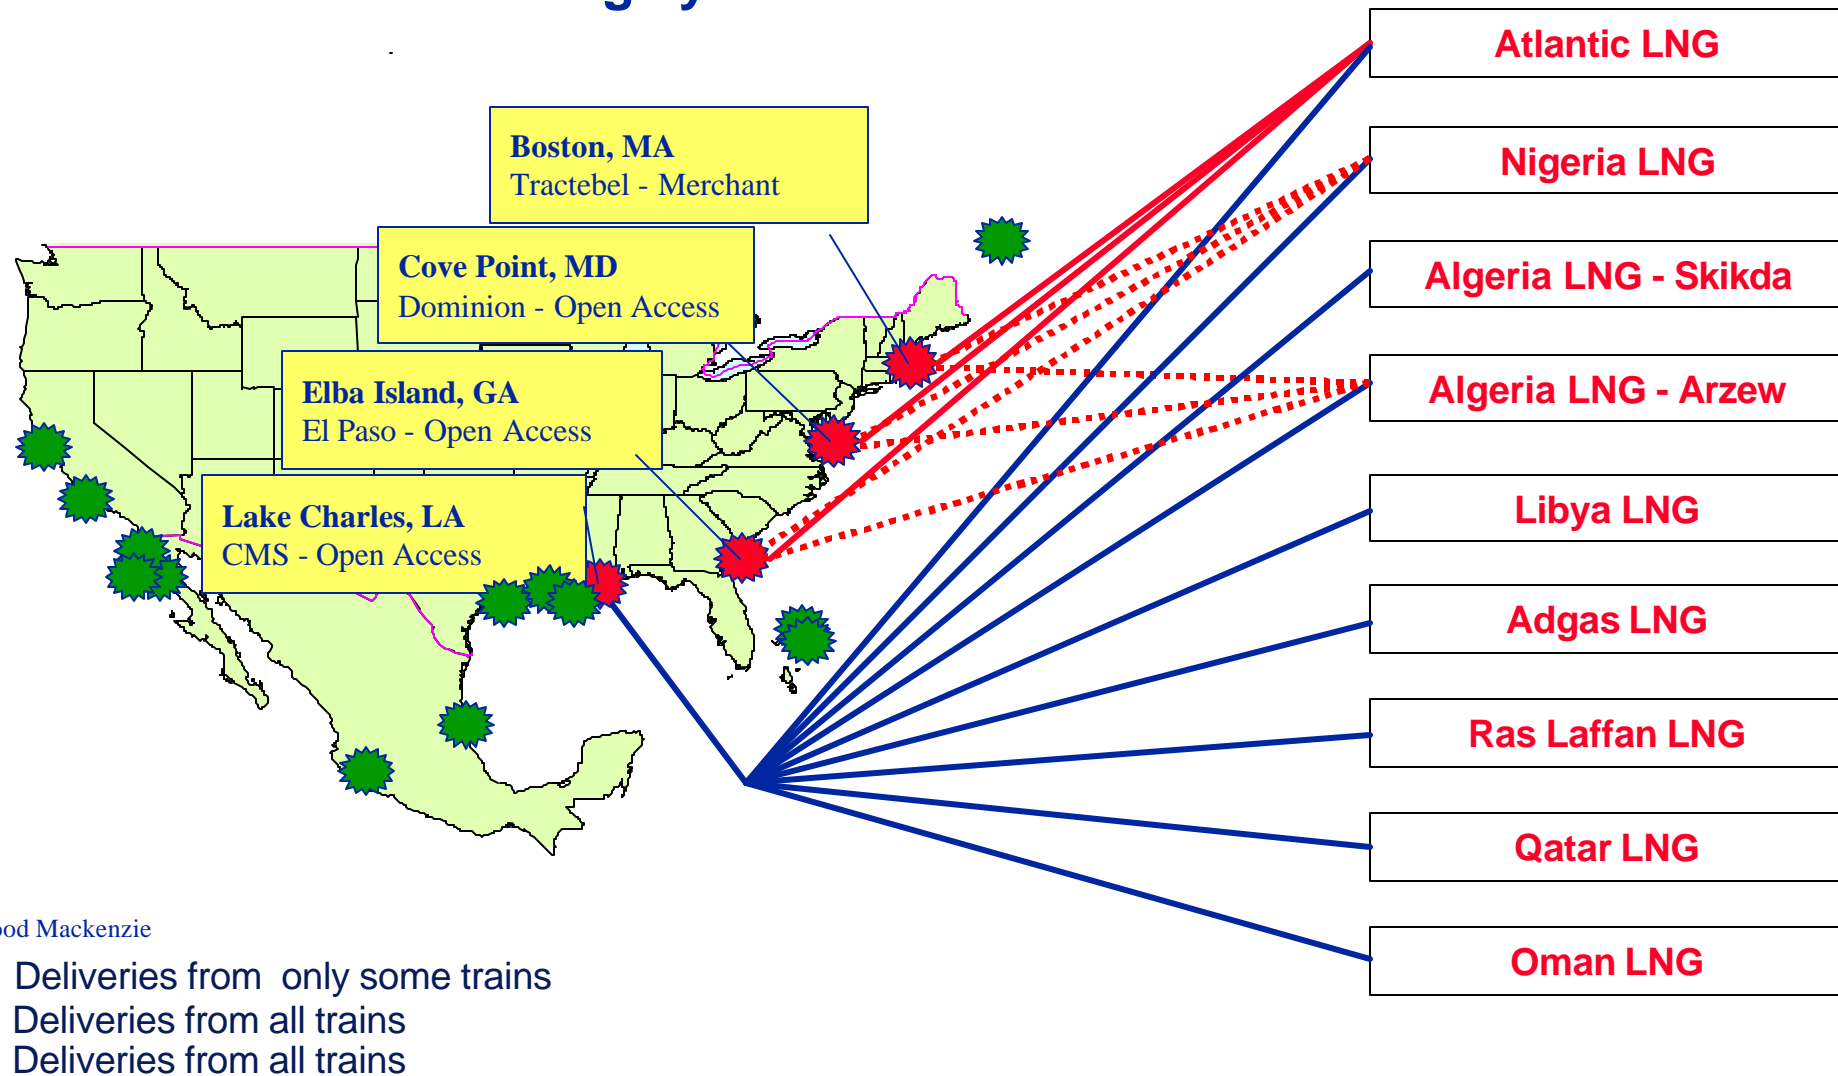 Atlantic LNG
Boston, MA
Tractebel - Merchant
Nigeria LNG
Cove Point, MD
Dominion - Open Access
Algeria LNG - Skikda
Elba Island, GA
El Paso - Open Access
Algeria LNG - Arzew
Lake Charles, LA
CMS - Open Access
Libya LNG
Adgas LNG
Ras Laffan LNG
Qatar LNG
Oman LNG
Mackenzie
Deliveries from only some trains
Deliveries from all trains
Deliveries from all trains